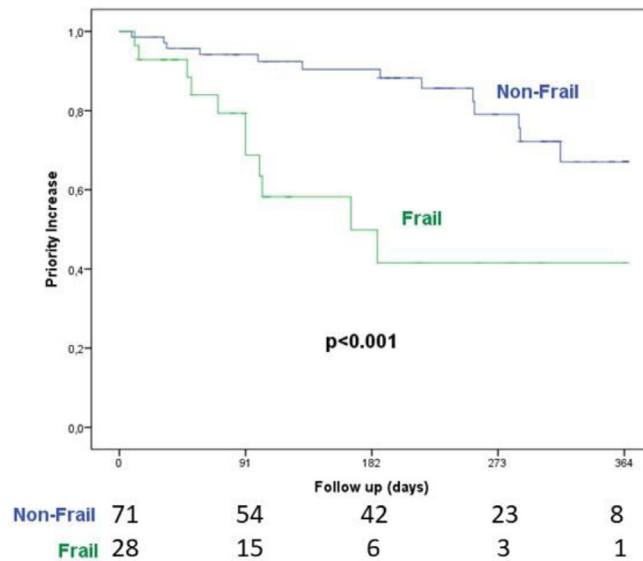 1,0
0,8
0,6
0,4
0,2
0,0
Priority Increase
Non-Frail
Frail
p<0.001
0 91 182 273 364
Follow up (days)
Non-Frail 71 54 42 23 8
Frail 28 15 6 3 1